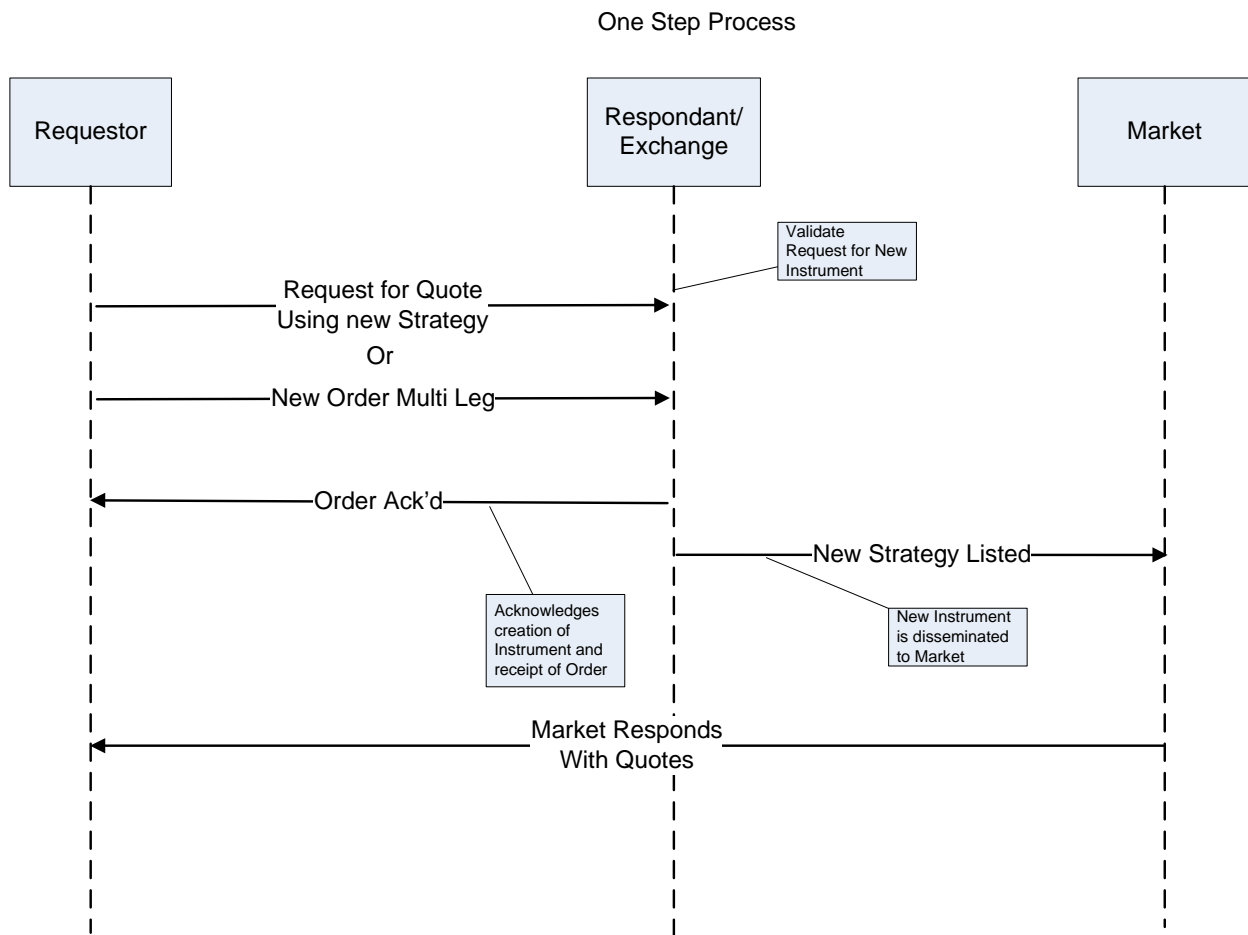 One Step Process
Requestor
Respondant/
Exchange
Market
Validate
Request for New
Instrument
Request for Quote
Using new Strategy
Or
New Order Multi Leg
Order Ack’d
New Strategy Listed
Acknowledges
creation of
Instrument and
receipt of Order
New Instrument
is disseminated
to Market
Market Responds
With Quotes